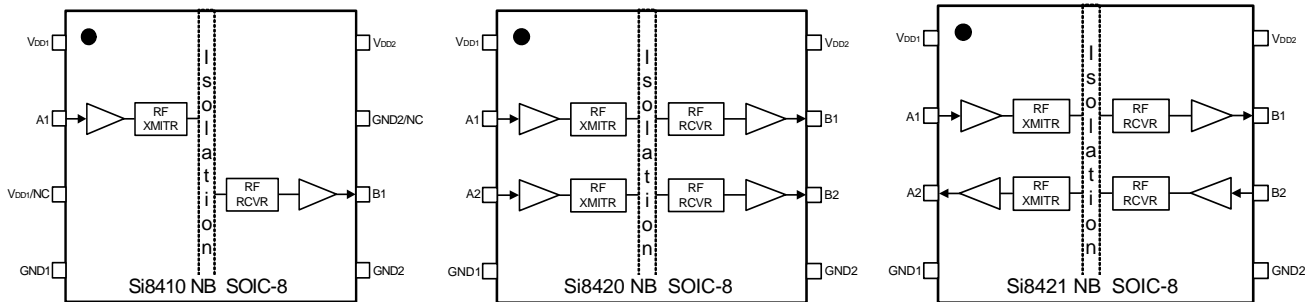 VDD1
VDD2
Isolation
A1
RF
XMITR
GND2/NC
VDD1/NC
RF
RCVR
B1
GND1
GND2
Si8410 NB SOIC-8
VDD1
VDD2
Isolation
A1
RF
XMITR
RF
RCVR
B1
A2
RF
XMITR
RF
RCVR
B2
GND1
GND2
Si8420 NB SOIC-8
VDD1
VDD2
Isolation
A1
RF
XMITR
RF
RCVR
B1
A2
RF
XMITR
RF
RCVR
B2
GND1
GND2
Si8421 NB SOIC-8